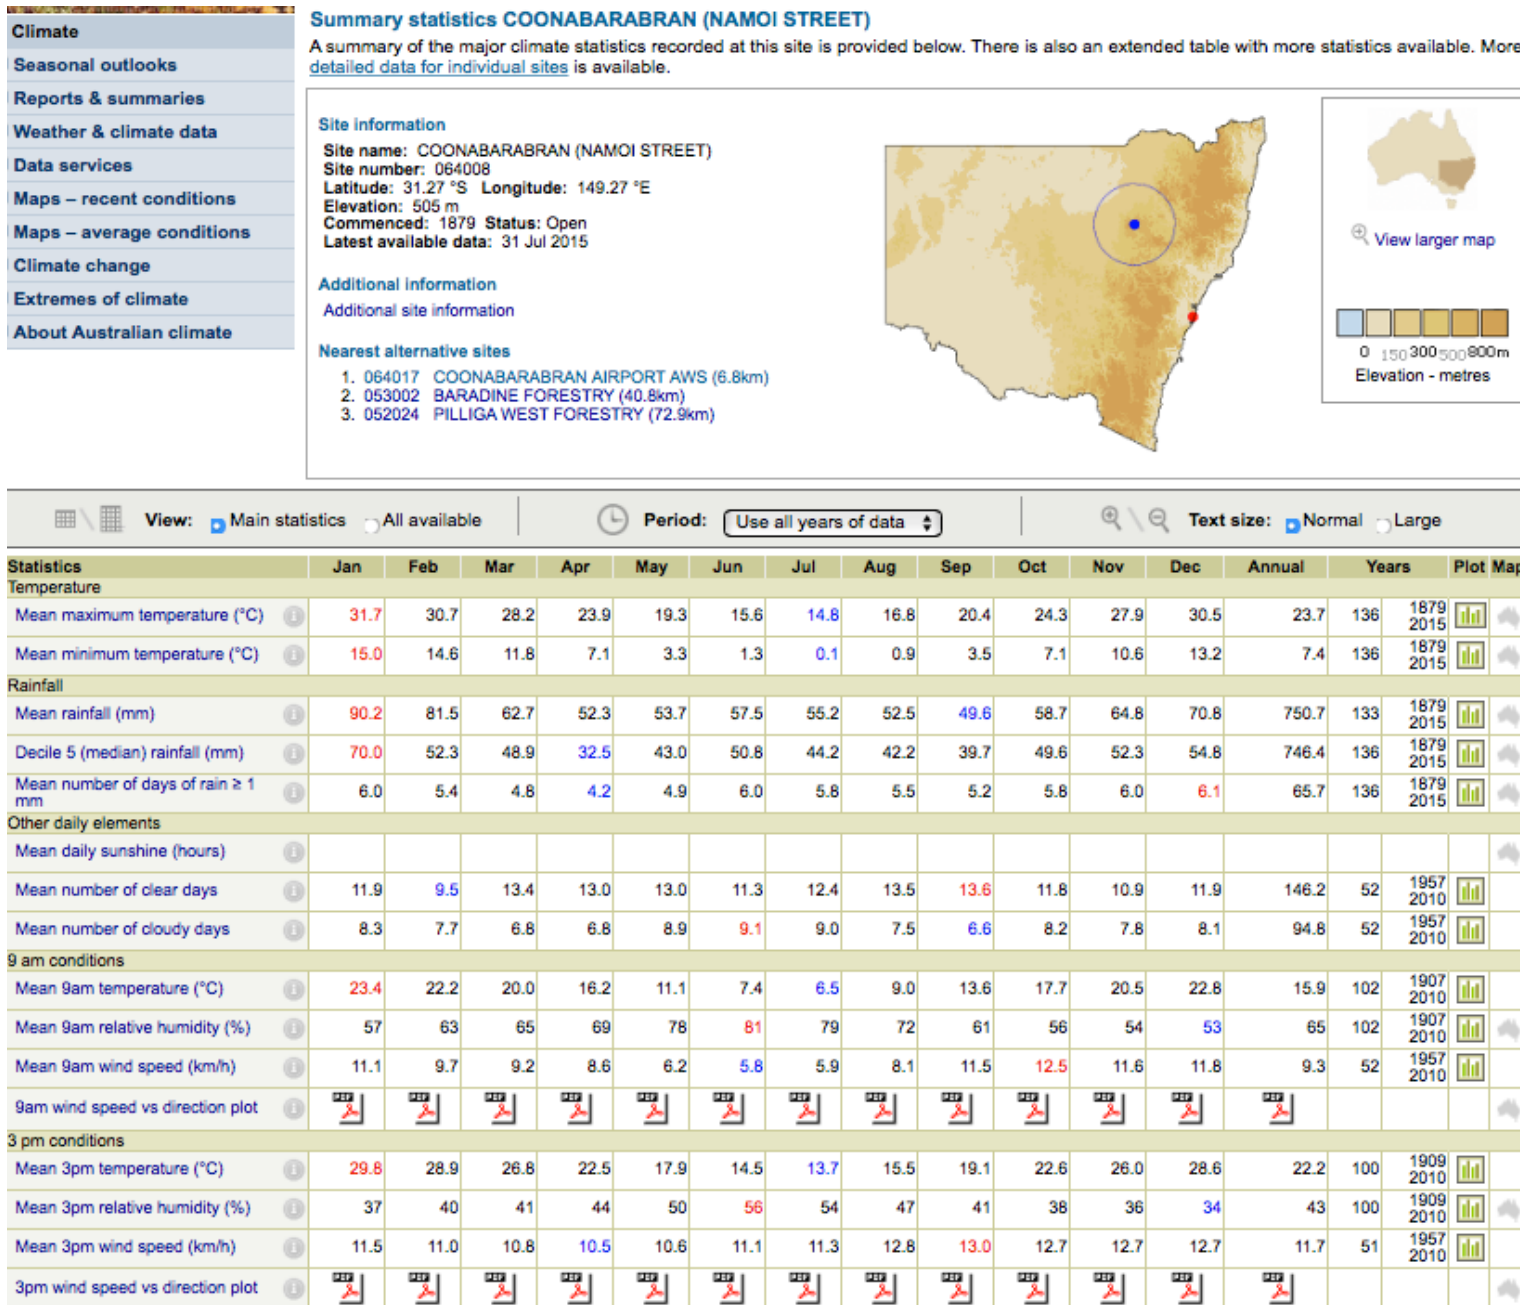 Climate
Seasonal outlooks
Reports & summaries
Weather & climate data
Data services
Maps – recent conditions
Maps – average conditions
Climate change
Extremes of climate
About Australian climate
Summary statistics COONABARABRAN (NAMOI STREET)
A summary of the major climate statistics recorded at this site is provided below. There is also an extended table with more statistics available. More
detailed data for individual sites is available.
Site information
Site name: COONABARABRAN (NAMOI STREET)
Site number: 064008
Latitude: 31.27 °S Longitude: 149.27 °E
Elevation: 505 m
Commenced: 1879 Status: Open
Latest available data: 31 Jul 2015
Additional information
Additional site information
Nearest alternative sites
1. 064017 COONABARABRAN AIRPORT AWS (6.8km)
2. 053002 BARADINE FORESTRY (40.8km)
3. 052024 PILLIGA WEST FORESTRY (72.9km)
View larger map
0 150 300 500 800m
Elevation - metres
View: Main statistics All available Period: Use all years of data Text size: Normal Large
Statistics Jan Feb Mar Apr May Jun Jul Aug Sep Oct Nov Dec Annual Years Plot Map
Temperature
Mean maximum temperature (°C) 31.7 30.7 28.2 23.9 19.3 15.6 14.8 16.8 20.4 24.3 27.9 30.5 23.7 136 1879 2015
Mean minimum temperature (°C) 15.0 14.6 11.8 7.1 3.3 1.3 0.1 0.9 3.5 7.1 10.6 13.2 7.4 136 1879 2015
Rainfall
Mean rainfall (mm) 90.2 81.5 62.7 52.3 53.7 57.5 55.2 52.5 49.6 58.7 64.8 70.8 750.7 133 1879 2015
Decile 5 (median) rainfall (mm) 70.0 52.3 48.9 32.5 43.0 50.8 44.2 42.2 39.7 49.6 52.3 54.8 746.4 136 1879 2015
Mean number of days of rain ≥ 1 mm 6.0 5.4 4.8 4.2 4.9 6.0 5.8 5.5 5.2 5.8 6.0 6.1 65.7 136 1879 2015
Other daily elements
Mean daily sunshine (hours)
Mean number of clear days 11.9 9.5 13.4 13.0 13.0 11.3 12.4 13.5 13.6 11.8 10.9 11.9 146.2 52 1957 2010
Mean number of cloudy days 8.3 7.7 6.8 6.8 8.9 9.1 9.0 7.5 6.6 8.2 7.8 8.1 94.8 52 1957 2010
9 am conditions
Mean 9am temperature (°C) 23.4 22.2 20.0 16.2 11.1 7.4 6.5 9.0 13.6 17.7 20.5 22.8 15.9 102 1907 2010
Mean 9am relative humidity (%) 57 63 65 69 78 81 79 72 61 56 54 53 65 102 1907 2010
Mean 9am wind speed (km/h) 11.1 9.7 9.2 8.6 6.2 5.8 5.9 8.1 11.5 12.5 11.6 11.8 9.3 52 1957 2010
9am wind speed vs direction plot PDF PDF PDF PDF PDF PDF PDF PDF PDF PDF PDF PDF PDF
3 pm conditions
Mean 3pm temperature (°C) 29.8 28.9 26.8 22.5 17.9 14.5 13.7 15.5 19.1 22.6 26.0 28.6 22.2 100 1909 2010
Mean 3pm relative humidity (%) 37 40 41 44 50 56 54 47 41 38 36 34 43 100 1909 2010
Mean 3pm wind speed (km/h) 11.5 11.0 10.8 10.5 10.6 11.1 11.3 12.8 13.0 12.7 12.7 12.7 11.7 51 1957 2010
3pm wind speed vs direction plot PDF PDF PDF PDF PDF PDF PDF PDF PDF PDF PDF PDF PDF